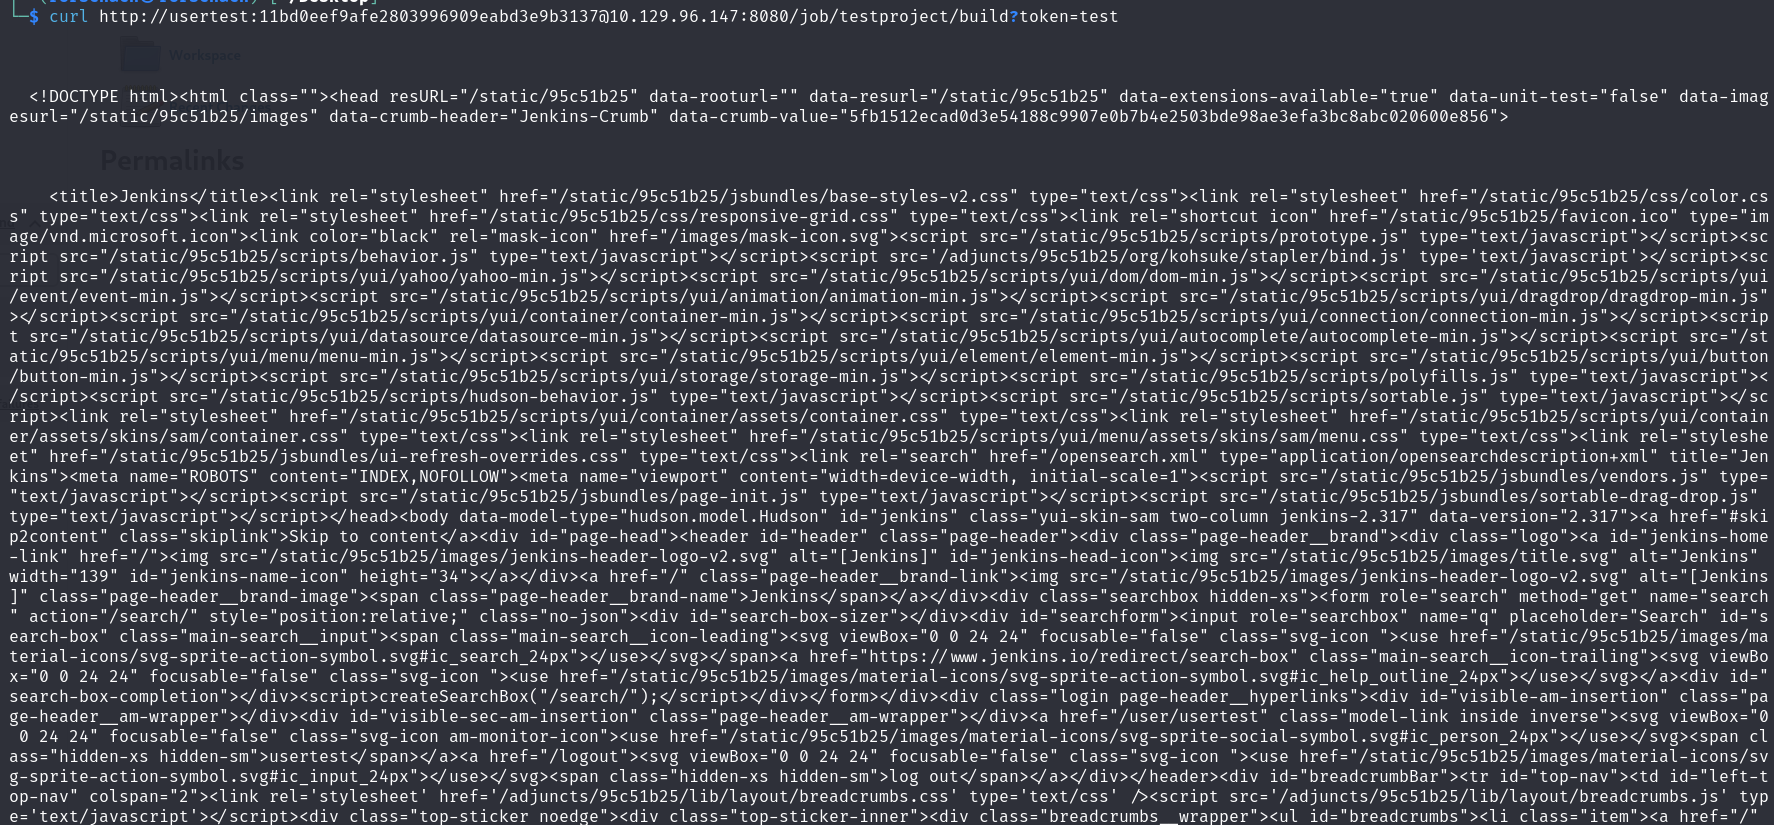 └─$ curl http://usertest:11bd0eef9afe2803996909eabd3e9b3137@10.129.96.147:8080/job/testproject/build?token=test
Workspace
<!DOCTYPE html><html class=""><head resURL="/static/95c51b25" data-rooturl="" data-resurl="/static/95c51b25" data-extensions-available="true" data-unit-test="false" data-imag
esurl="/static/95c51b25/images" data-crumb-header="Jenkins-Crumb" data-crumb-value="5fb1512ecad0d3e54188c9907e0b7b4e2503bde98ae3efa3bc8abc020600e856">
Permalinks
<title>Jenkins</title><link rel="stylesheet" href="/static/95c51b25/jsbundles/base-styles-v2.css" type="text/css"><link rel="stylesheet" href="/static/95c51b25/css/color.cs
s" type="text/css"><link rel="stylesheet" href="/static/95c51b25/css/responsive-grid.css" type="text/css"><link rel="shortcut icon" href="/static/95c51b25/favicon.ico" type="im
age/vnd.microsoft.icon"><link color="black" rel="mask-icon" href="/images/mask-icon.svg"><script src="/static/95c51b25/scripts/prototype.js" type="text/javascript"></script><sc
ript src="/static/95c51b25/scripts/behavior.js" type="text/javascript"></script><script src='/adjuncts/95c51b25/org/kohsuke/stapler/bind.js' type='text/javascript'></script><sc
ript src="/static/95c51b25/scripts/yui/yahoo/yahoo-min.js"></script><script src="/static/95c51b25/scripts/yui/dom/dom-min.js"></script><script src="/static/95c51b25/scripts/yui
/event/event-min.js"></script><script src="/static/95c51b25/scripts/yui/animation/animation-min.js"></script><script src="/static/95c51b25/scripts/yui/dragdrop/dragdrop-min.js"
></script><script src="/static/95c51b25/scripts/yui/container/container-min.js"></script><script src="/static/95c51b25/scripts/yui/connection/connection-min.js"></script><scrip
t src="/static/95c51b25/scripts/yui/datasource/datasource-min.js"></script><script src="/static/95c51b25/scripts/yui/autocomplete/autocomplete-min.js"></script><script src="/st
atic/95c51b25/scripts/yui/menu/menu-min.js"></script><script src="/static/95c51b25/scripts/yui/element/element-min.js"></script><script src="/static/95c51b25/scripts/yui/button
/button-min.js"></script><script src="/static/95c51b25/scripts/yui/storage/storage-min.js"></script><script src="/static/95c51b25/scripts/polyfills.js" type="text/javascript"><
/script><script src="/static/95c51b25/scripts/hudson-behavior.js" type="text/javascript"></script><script src="/static/95c51b25/scripts/sortable.js" type="text/javascript"></sc
ript><link rel="stylesheet" href="/static/95c51b25/scripts/yui/container/assets/container.css" type="text/css"><link rel="stylesheet" href="/static/95c51b25/scripts/yui/contain
er/assets/skins/sam/container.css" type="text/css"><link rel="stylesheet" href="/static/95c51b25/scripts/yui/menu/assets/skins/sam/menu.css" type="text/css"><link rel="styleshe
et" href="/static/95c51b25/jsbundles/ui-refresh-overrides.css" type="text/css"><link rel="search" href="/opensearch.xml" type="application/opensearchdescription+xml" title="Jen
kins"><meta name="ROBOTS" content="INDEX,NOFOLLOW"><meta name="viewport" content="width=device-width, initial-scale=1"><script src="/static/95c51b25/jsbundles/vendors.js" type=
"text/javascript"></script><script src="/static/95c51b25/jsbundles/page-init.js" type="text/javascript"></script><script src="/static/95c51b25/jsbundles/sortable-drag-drop.js" 
type="text/javascript"></script></head><body data-model-type="hudson.model.Hudson" id="jenkins" class="yui-skin-sam two-column jenkins-2.317" data-version="2.317"><a href="#ski
p2content" class="skiplink">Skip to content</a><div id="page-head"><header id="header" class="page-header"><div class="page-header__brand"><div class="logo"><a id="jenkins-home
-link" href="/"><img src="/static/95c51b25/images/jenkins-header-logo-v2.svg" alt="[Jenkins]" id="jenkins-head-icon"><img src="/static/95c51b25/images/title.svg" alt="Jenkins" 
width="139" id="jenkins-name-icon" height="34"></a></div><a href="/" class="page-header__brand-link"><img src="/static/95c51b25/images/jenkins-header-logo-v2.svg" alt="[Jenkins
]" class="page-header__brand-image"><span class="page-header__brand-name">Jenkins</span></a></div><div class="searchbox hidden-xs"><form role="search" method="get" name="search
" action="/search/" style="position:relative;" class="no-json"><div id="search-box-sizer"></div><div id="searchform"><input role="searchbox" name="q" placeholder="Search" id="s
earch-box" class="main-search__input"><span class="main-search__icon-leading"><svg viewBox="0 0 24 24" focusable="false" class="svg-icon "><use href="/static/95c51b25/images/ma
terial-icons/svg-sprite-action-symbol.svg#ic_search_24px"></use></svg></span><a href="https://www.jenkins.io/redirect/search-box" class="main-search__icon-trailing"><svg viewBo
x="0 0 24 24" focusable="false" class="svg-icon "><use href="/static/95c51b25/images/material-icons/svg-sprite-action-symbol.svg#ic_help_outline_24px"></use></svg></a><div id="
search-box-completion"></div><script>createSearchBox("/search/");</script></div></form></div><div class="login page-header__hyperlinks"><div id="visible-am-insertion" class="pa
ge-header__am-wrapper"></div><div id="visible-sec-am-insertion" class="page-header__am-wrapper"></div><a href="/user/usertest" class="model-link inside inverse"><svg viewBox="0
 0 24 24" focusable="false" class="svg-icon am-monitor-icon"><use href="/static/95c51b25/images/material-icons/svg-sprite-social-symbol.svg#ic_person_24px"></use></svg><span cl
ass="hidden-xs hidden-sm">usertest</span></a><a href="/logout"><svg viewBox="0 0 24 24" focusable="false" class="svg-icon "><use href="/static/95c51b25/images/material-icons/sv
g-sprite-action-symbol.svg#ic_input_24px"></use></svg><span class="hidden-xs hidden-sm">log out</span></a></div></header><div id="breadcrumbBar"><tr id="top-nav"><td id="left-t
op-nav" colspan="2"><link rel='stylesheet' href='/adjuncts/95c51b25/lib/layout/breadcrumbs.css' type='text/css' /><script src='/adjuncts/95c51b25/lib/layout/breadcrumbs.js' typ
e='text/javascript'></script><div class="top-sticker noedge"><div class="top-sticker-inner"><div class="breadcrumbs__wrapper"><ul id="breadcrumbs"><li class="item"><a href="/"